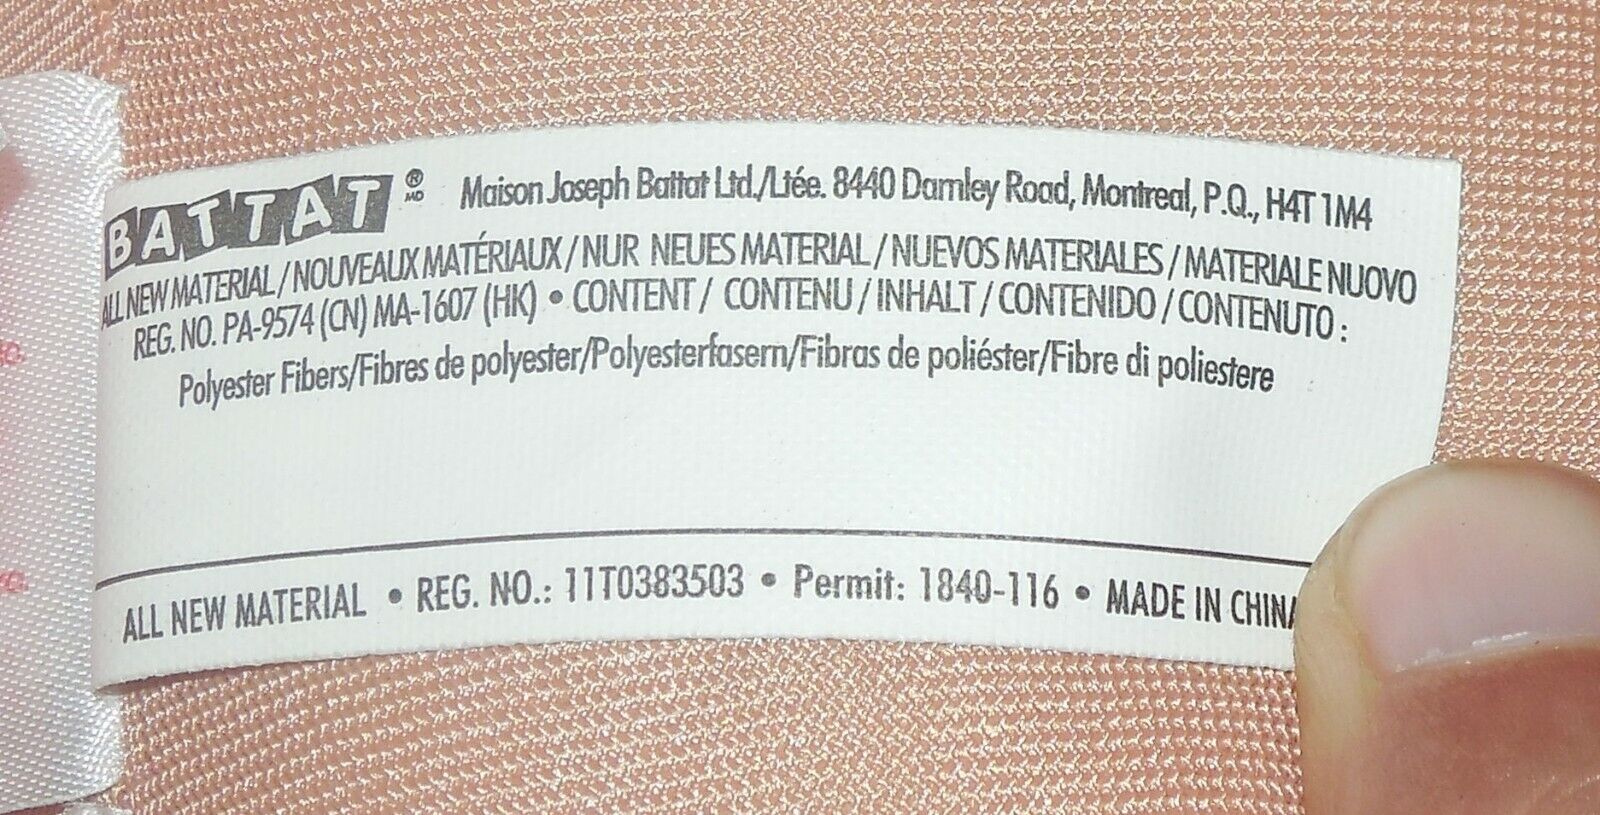 BATTAT ® MD Maison Joseph Battat Ltd./Ltée. 8440 Darnley Road, Montreal, P.Q., H4T 1M4
ALL NEW MATERIAL / NOUVEAUX MATÉRIAUX / NUR NEUES MATERIAL / NUEVOS MATERIALES / MATERIALE NUOVO
REG. NO. PA-9574 (CN) MA-1607 (HK) • CONTENT / CONTENU / INHALT / CONTENIDO / CONTENUTO :
Polyester Fibers/Fibres de polyester/Polyesterfasern/Fibras de poliéster/Fibre di poliestere
ALL NEW MATERIAL • REG. NO.: 11T0383503 • Permit: 1840-116 • MADE IN CHINA